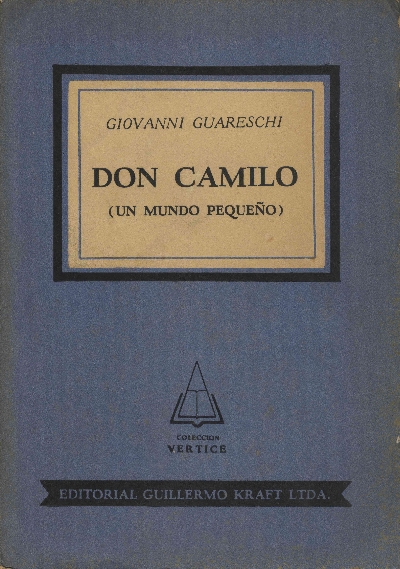 GIOVANNI GUARESCHI
DON CAMILO
(UN MUNDO PEQUEÑO)
COLECCION
VERTICE
EDITORIAL GUILLERMO KRAFT LTDA.